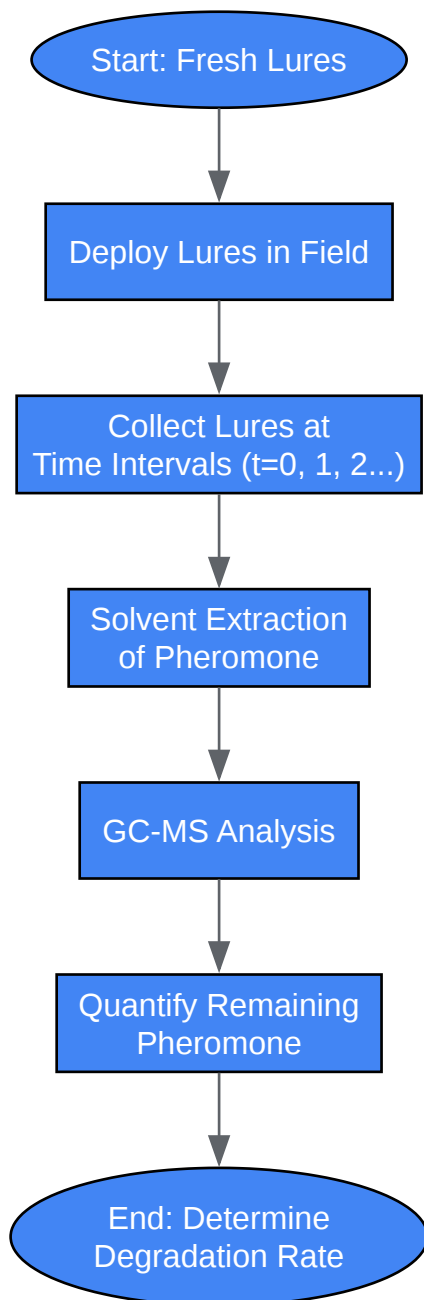 Start: Fresh Lures
Deploy Lures in Field
Collect Lures at
Time Intervals (t=0, 1, 2...)
Solvent Extraction
of Pheromone
GC-MS Analysis
Quantify Remaining
Pheromone
End: Determine
Degradation Rate